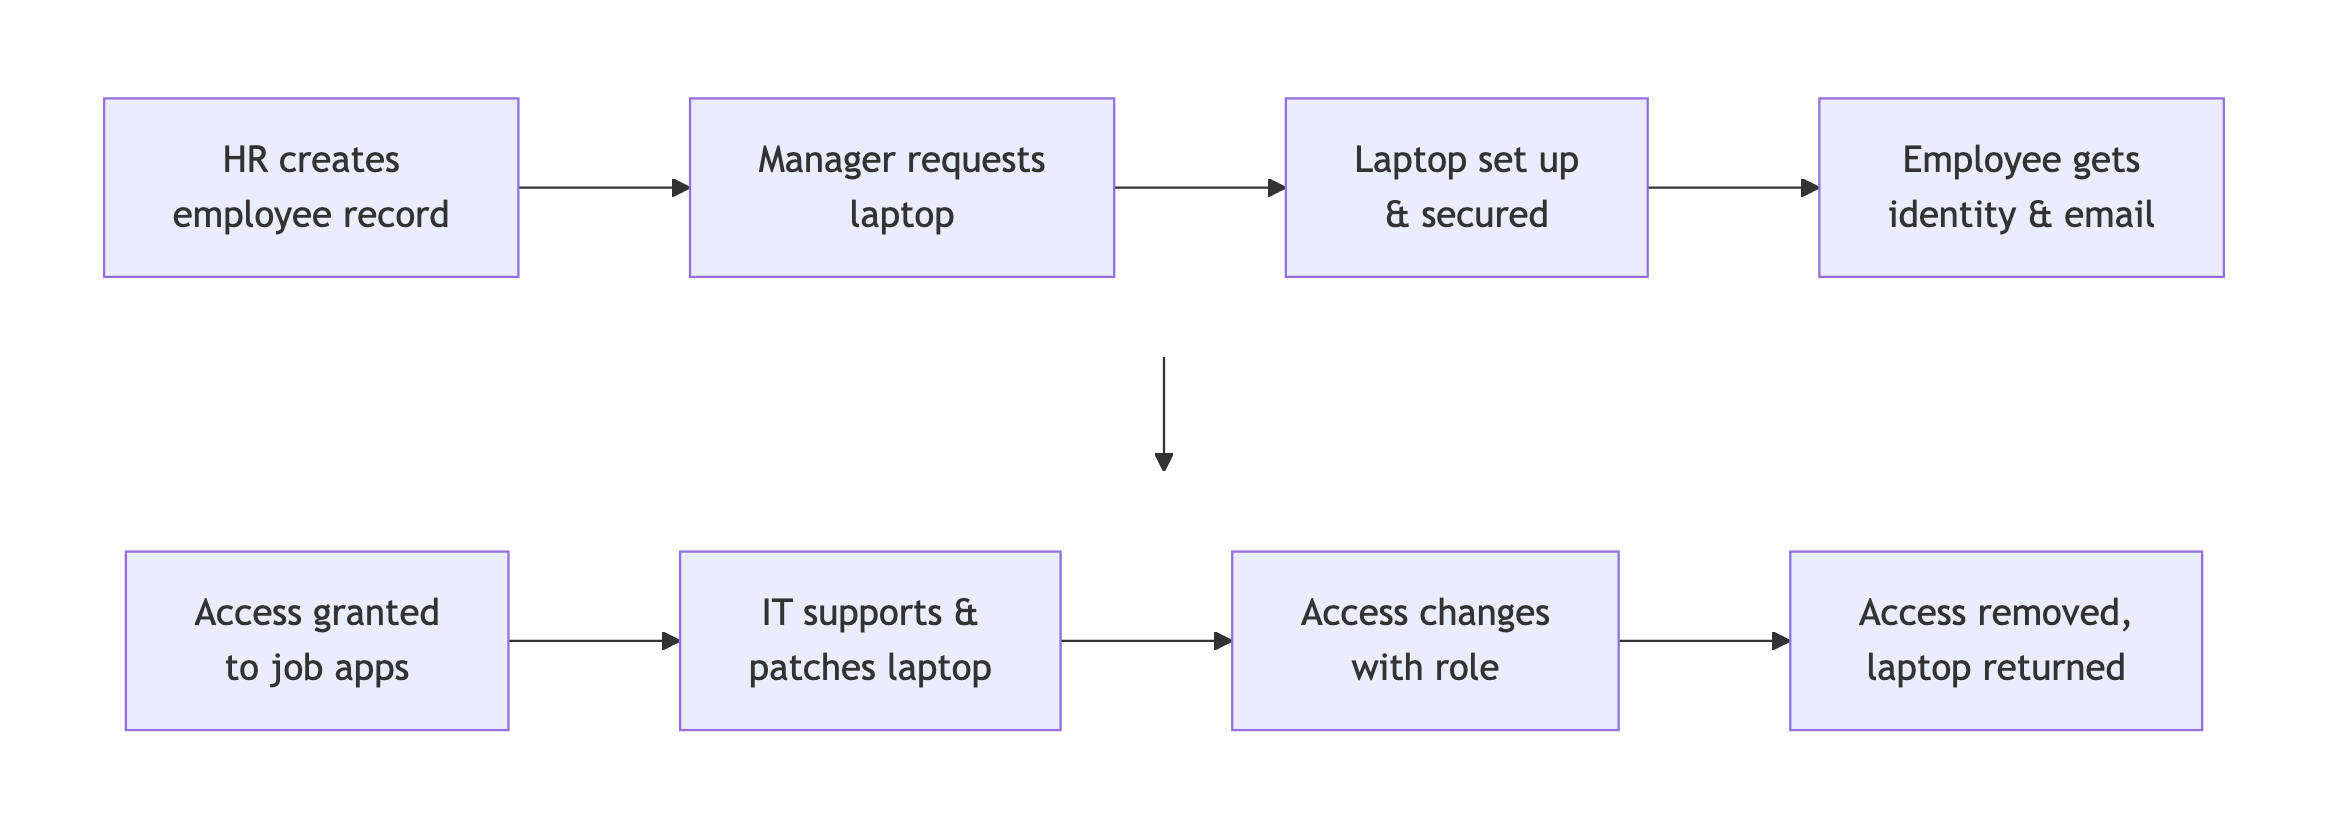 HR creates
employee record
Manager requests
laptop
Laptop set up
& secured
Employee gets
identity & email
Access granted
to job apps
IT supports &
patches laptop
Access changes
with role
Access removed,
laptop returned